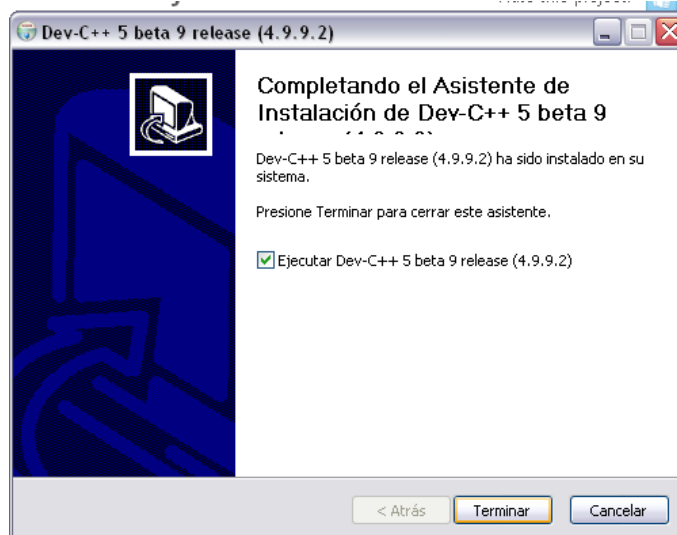 Dev-C++ 5 beta 9 release (4.9.9.2)
Completando el Asistente de
Instalación de Dev-C++ 5 beta 9
Dev-C++ 5 beta 9 release (4.9.9.2) ha sido instalado en su
sistema.
Presione Terminar para cerrar este asistente.
Ejecutar Dev-C++ 5 beta 9 release (4.9.9.2)
< Atrás Terminar Cancelar